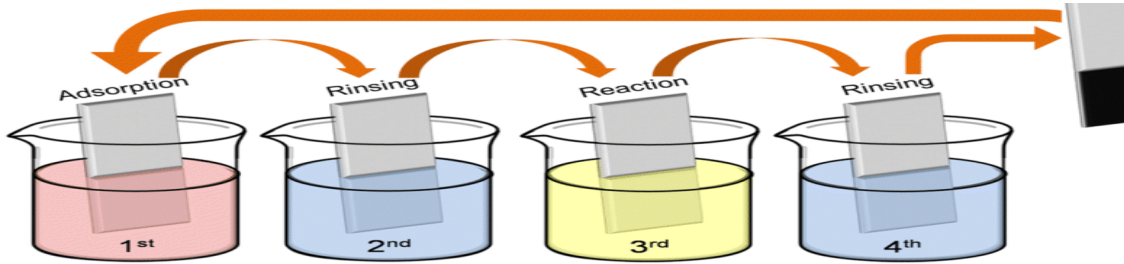 Adsorption
Rinsing
Reaction
Rinsing
1st
2nd
3rd
4th